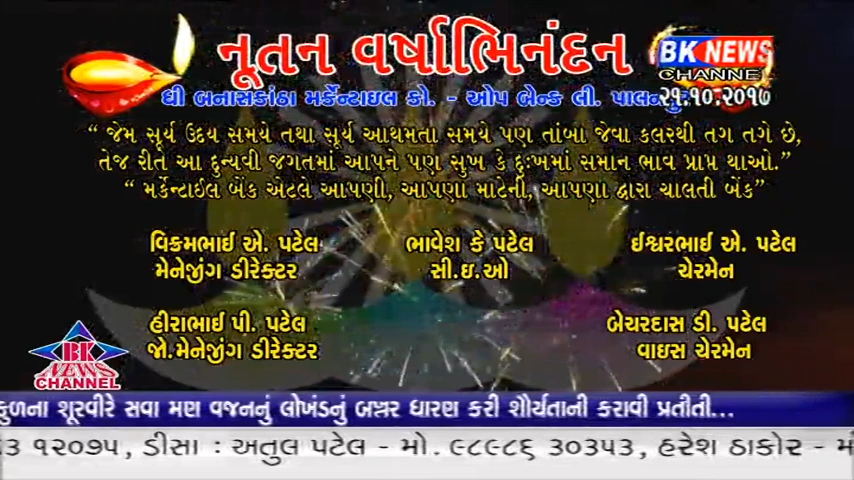 નૂતન વર્ષાભિનંદન
BK NEWS
CHANNEL
ધી બનાસકાંઠા મર્કેન્ટાઇલ કો. - ઓપ બેન્ક લી.
૨૧.૧૦.૨૦૧૭
“ જેમ સૂર્ય ઉદય સમયે તથા સૂર્ય આથમતા સમયે પણ તાંબા જેવા કલરથી તગ તગે છે,
તેજ રીતે આ દુન્યવી જગતમાં આપને પણ સુખ કે દુઃખમાં સમાન ભાવ પ્રાપ્ત થાઓ.”
“ મર્કેન્ટાઈલ બેંક એટલે આપણી, આપણા માટેની, આપણા દ્વારા ચાલતી બેંક”
વિક્રમભાઈ એ. પટેલ ભાવેશ કે પટેલ ઈશ્વરભાઈ એ. પટેલ
મેનેજીંગ ડીરેક્ટર સી.ઇ.ઓ ચેરમેન
હીરાભાઈ પી. પટેલ બેચરદાસ ડી. પટેલ
જો.મેનેજીંગ ડીરેક્ટર વાઇસ ચેરમેન
BK
NEWS
CHANNEL
કુળના શૂરવીરે સવા મણ વજનનું લોખંડનું બખ્તર ધારણ કરી શૌર્યતાની કરાવી પ્રતીતી...
૧૨૦૭૫, ડીસા : અતુલ પટેલ - મો. ૯૮૯૮૬ ૩૦૩૫૩, હરેશ ઠાકોર -